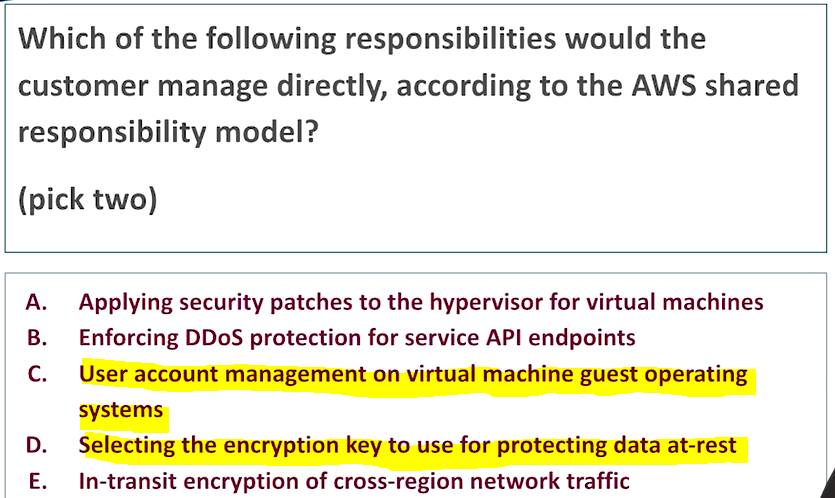 Which of the following responsibilities would the
customer manage directly, according to the AWS shared
responsibility model?
(pick two)
A. Applying security patches to the hypervisor for virtual machines
B. Enforcing DDoS protection for service API endpoints
C. User account management on virtual machine guest operating
systems
D. Selecting the encryption key to use for protecting data at-rest
E. In-transit encryption of cross-region network traffic